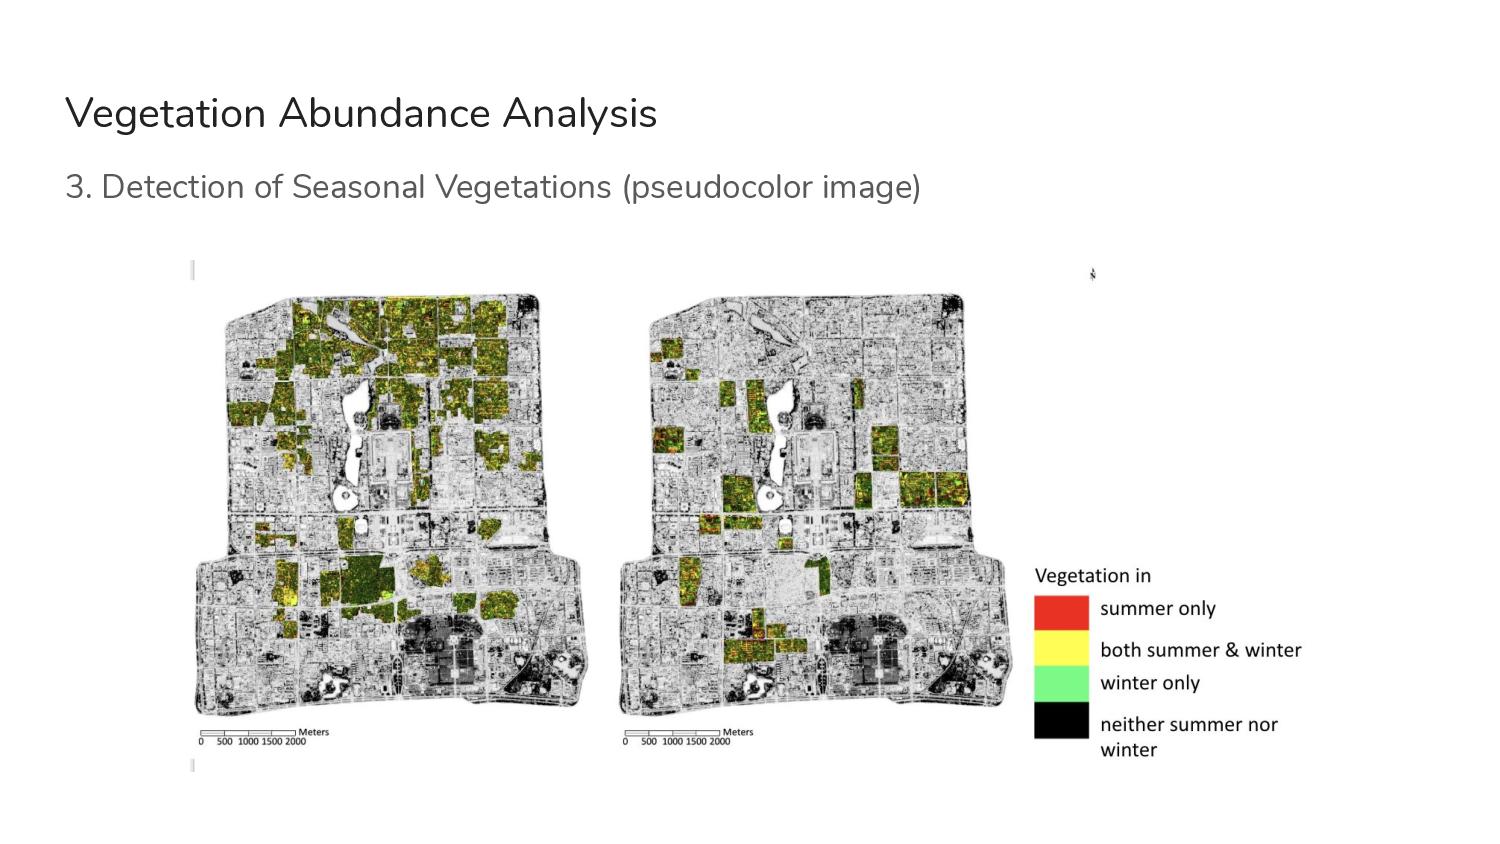 Vegetation Abundance Analysis
3. Detection of Seasonal Vegetations (pseudocolor image)
Meters
0 500 1000 1500 2000
Meters
0 500 1000 1500 2000
Vegetation in
summer only
both summer & winter
winter only
neither summer nor
winter